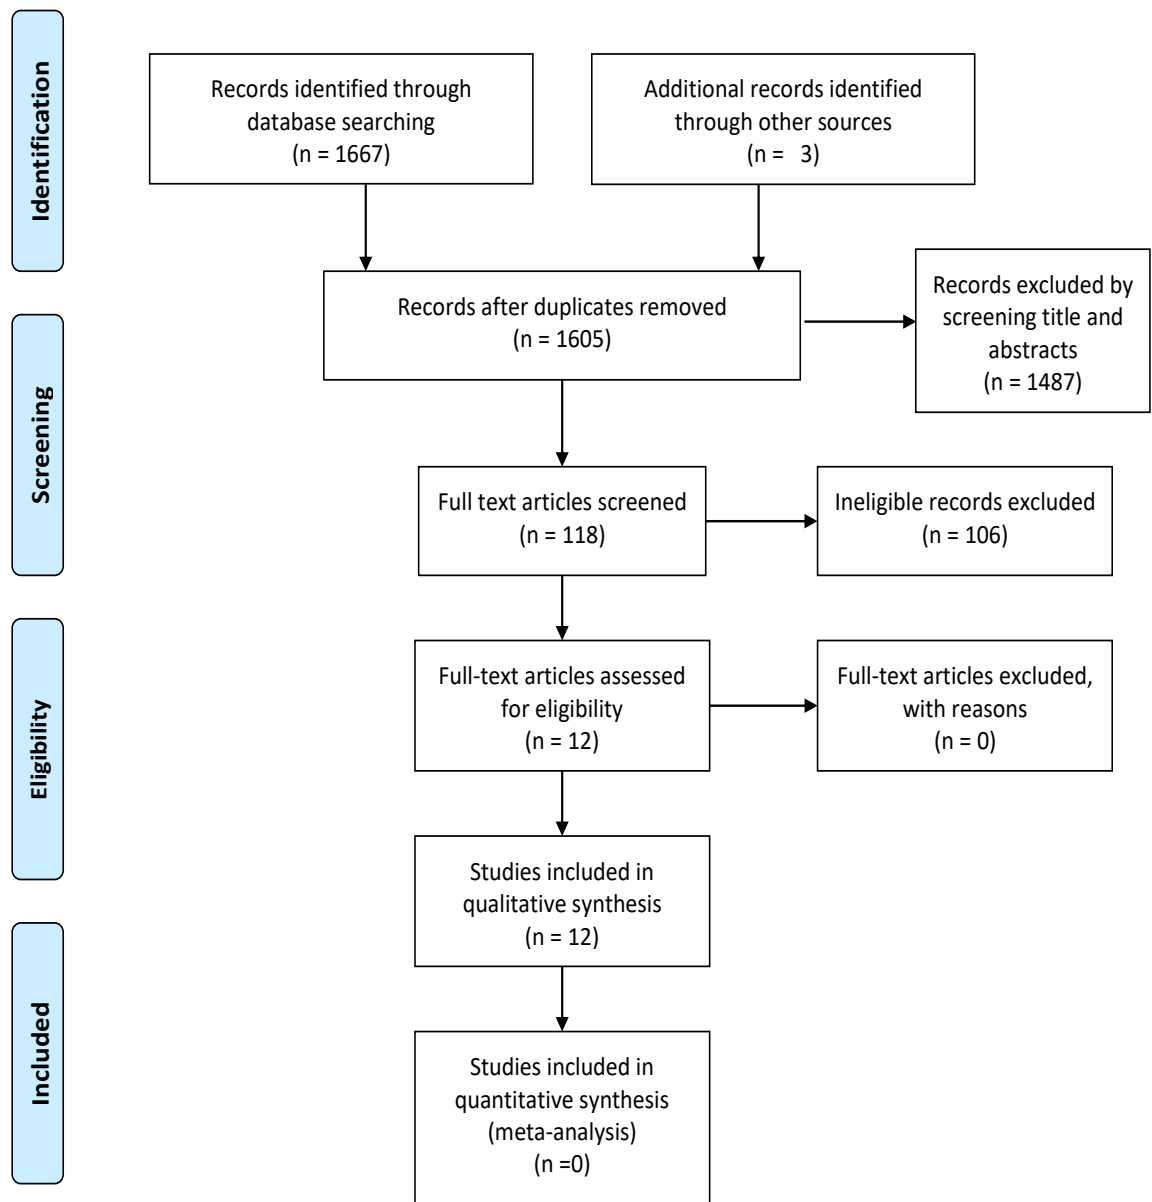 Identification
Records identified through
database searching
(n = 1667)
Additional records identified
through other sources
(n =   3)
Records after duplicates removed
(n = 1605)
Records excluded by
screening title and
abstracts
(n = 1487)
Screening
Full text articles screened
(n = 118)
Ineligible records excluded
(n = 106)
Eligibility
Full-text articles assessed
for eligibility
(n = 12)
Full-text articles excluded,
with reasons
(n = 0)
Studies included in
qualitative synthesis
(n = 12)
Included
Studies included in
quantitative synthesis
(meta-analysis)
(n =0)